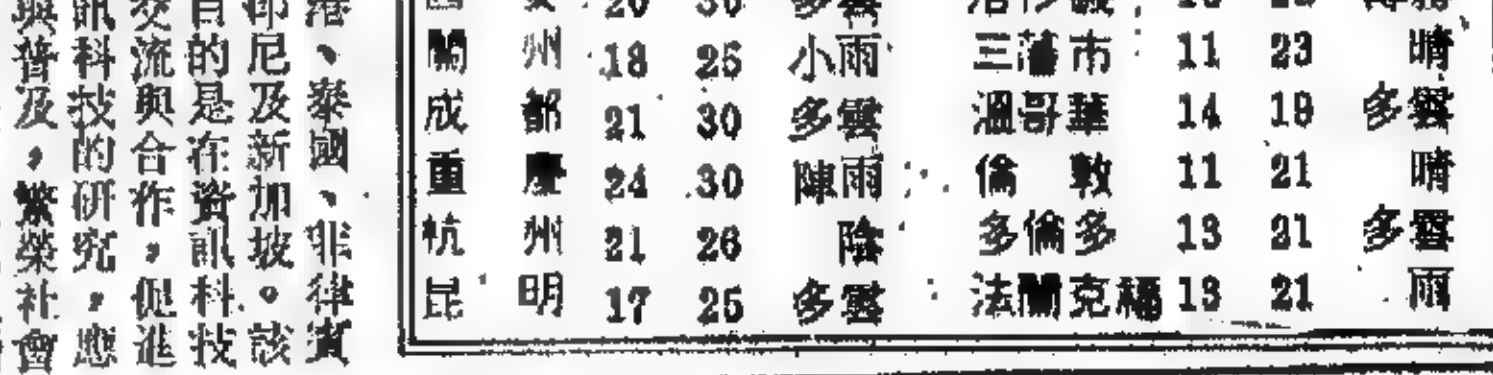 蘭州 18 25 小雨 三藩市 11 23 晴
成都 21 30 多雲 溫哥華 14 19 多雲
重慶 24 30 陣雨 倫敦 11 21 晴
杭州 21 26 陰 多倫多 13 21 多雲
昆明 17 25 多雲 法蘭克福 13 21 雨
、泰國、菲律賓
尼及新加坡。該
的是在資訊科技
交流與合作，促進
訊科技的研究，應
與普及，繁榮社會